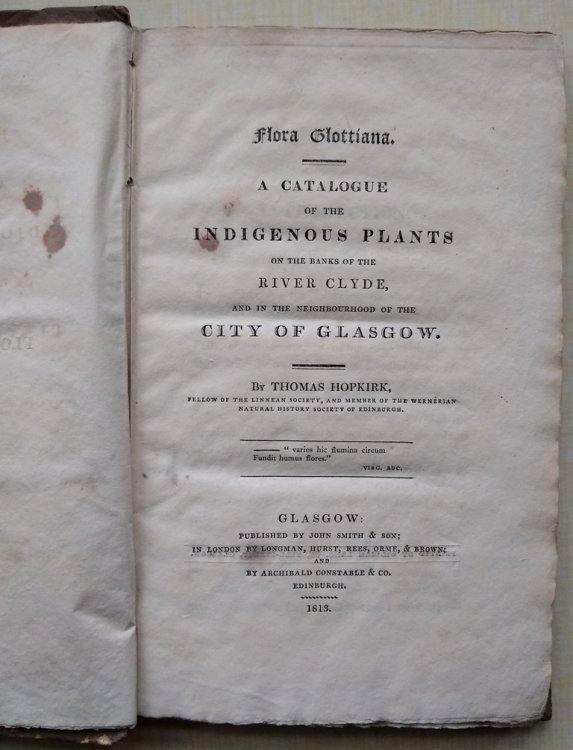 Flora Glottiana.
A CATALOGUE
OF THE
INDIGENOUS PLANTS
ON THE BANKS OF THE
RIVER CLYDE,
AND IN THE NEIGHBOURHOOD OF THE
CITY OF GLASGOW.
BY THOMAS HOPKIRK,
FELLOW OF THE LINNEAN SOCIETY, AND MEMBER OF THE WERNERIAN
NATURAL HISTORY SOCIETY OF EDINBURGH.
—— " varios hic flumina circum
Fundit humus flores."
VIRG. BUC.
GLASGOW:
PUBLISHED BY JOHN SMITH & SON;
IN LONDON BY LONGMAN, HURST, REES, ORME, & BROWN;
AND
BY ARCHIBALD CONSTABLE & CO.
EDINBURGH.
1813.